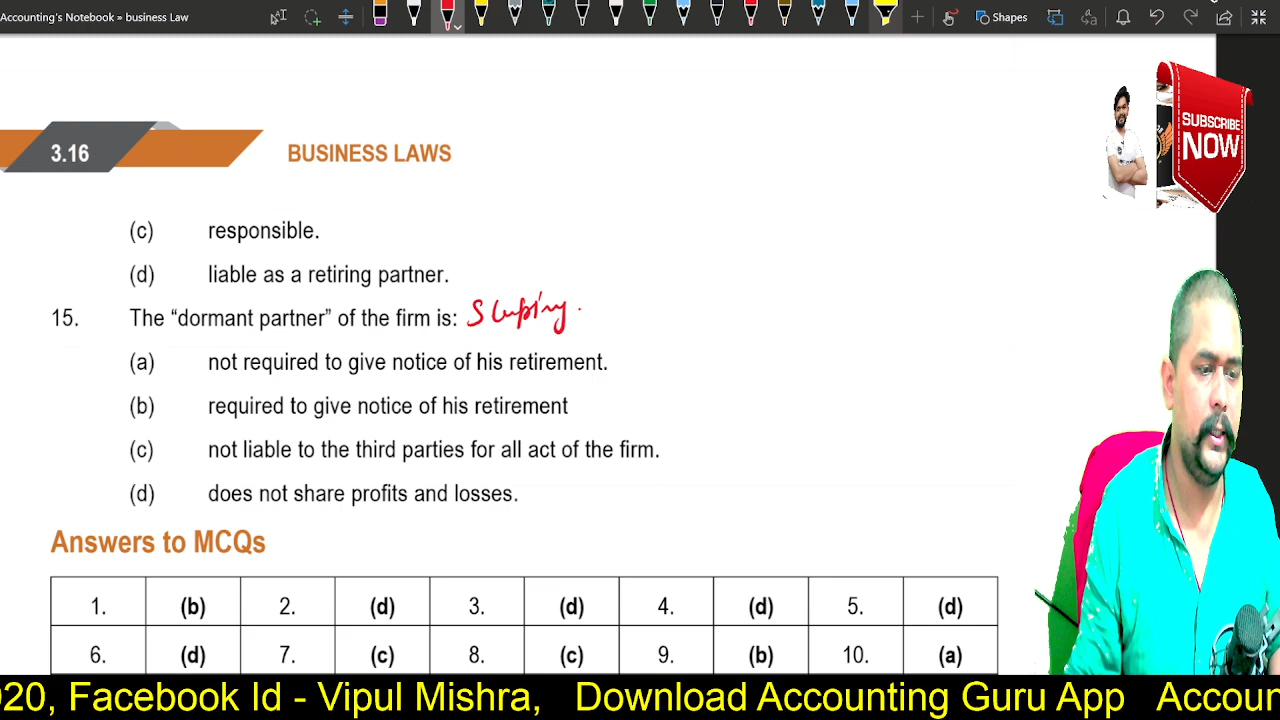 Accounting's Notebook » business Law
Shapes
SUBSCRIBE
NOW
3.16 BUSINESS LAWS
(c) responsible.
(d) liable as a retiring partner.
15. The “dormant partner” of the firm is: Sleeping.
(a) not required to give notice of his retirement.
(b) required to give notice of his retirement
(c) not liable to the third parties for all act of the firm.
(d) does not share profits and losses.
Answers to MCQs
1. (b) 2. (d) 3. (d) 4. (d) 5. (d)
6. (d) 7. (c) 8. (c) 9. (b) 10. (a)
020, Facebook Id - Vipul Mishra, Download Accounting Guru App Accoun